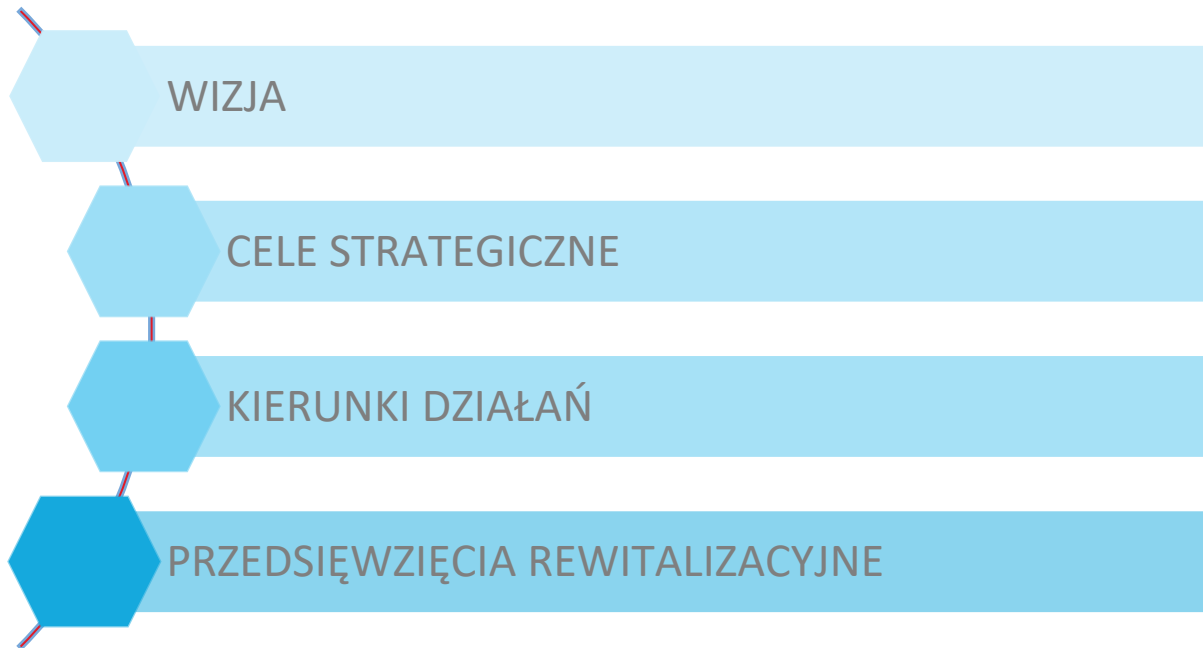 WIZJA
CELE STRATEGICZNE
KIERUNKI DZIAŁAŃ
PRZEDSIĘWZIĘCIA REWITALIZACYJNE